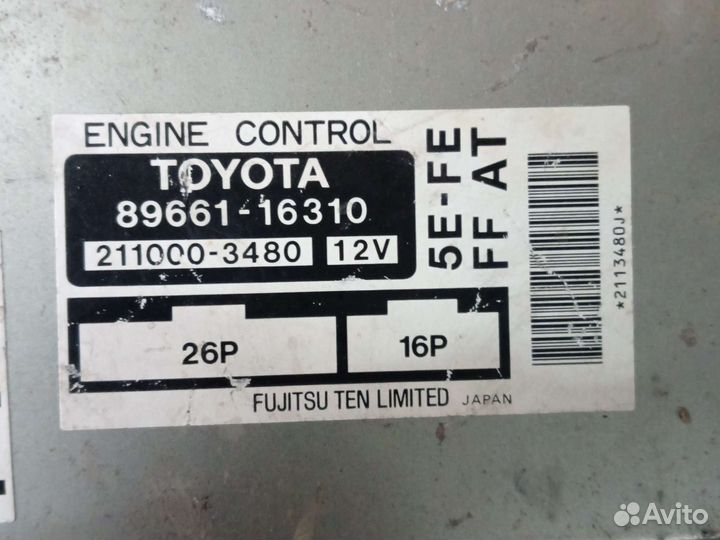 ENGINE CONTROL
TOYOTA
89661-16310
211000-3480 12V
26P
16P
FUJITSU TEN LIMITED JAPAN
5E-FE
FF AT
*2113480J*
Avito